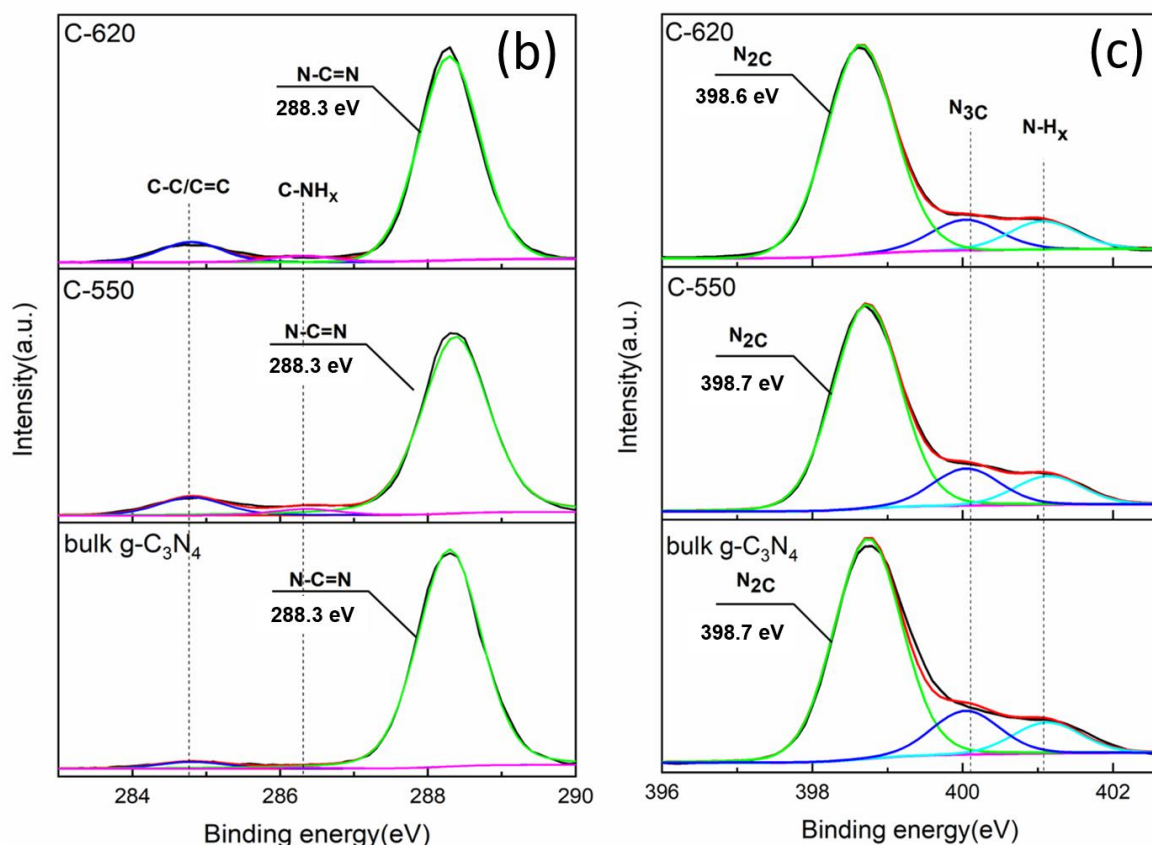 C-620
(b)
N-C=N
288.3 eV
C-C/C=C
C-NHX
C-550
N-C=N
288.3 eV
bulk g-C3N4
N-C=N
288.3 eV
Intensity(a.u.)
284 286 288 290
Binding energy(eV)
C-620
(c)
N2C
398.6 eV
N3C
N-HX
C-550
N2C
398.7 eV
bulk g-C3N4
N2C
398.7 eV
Intensity(a.u.)
396 398 400 402
Binding energy(eV)